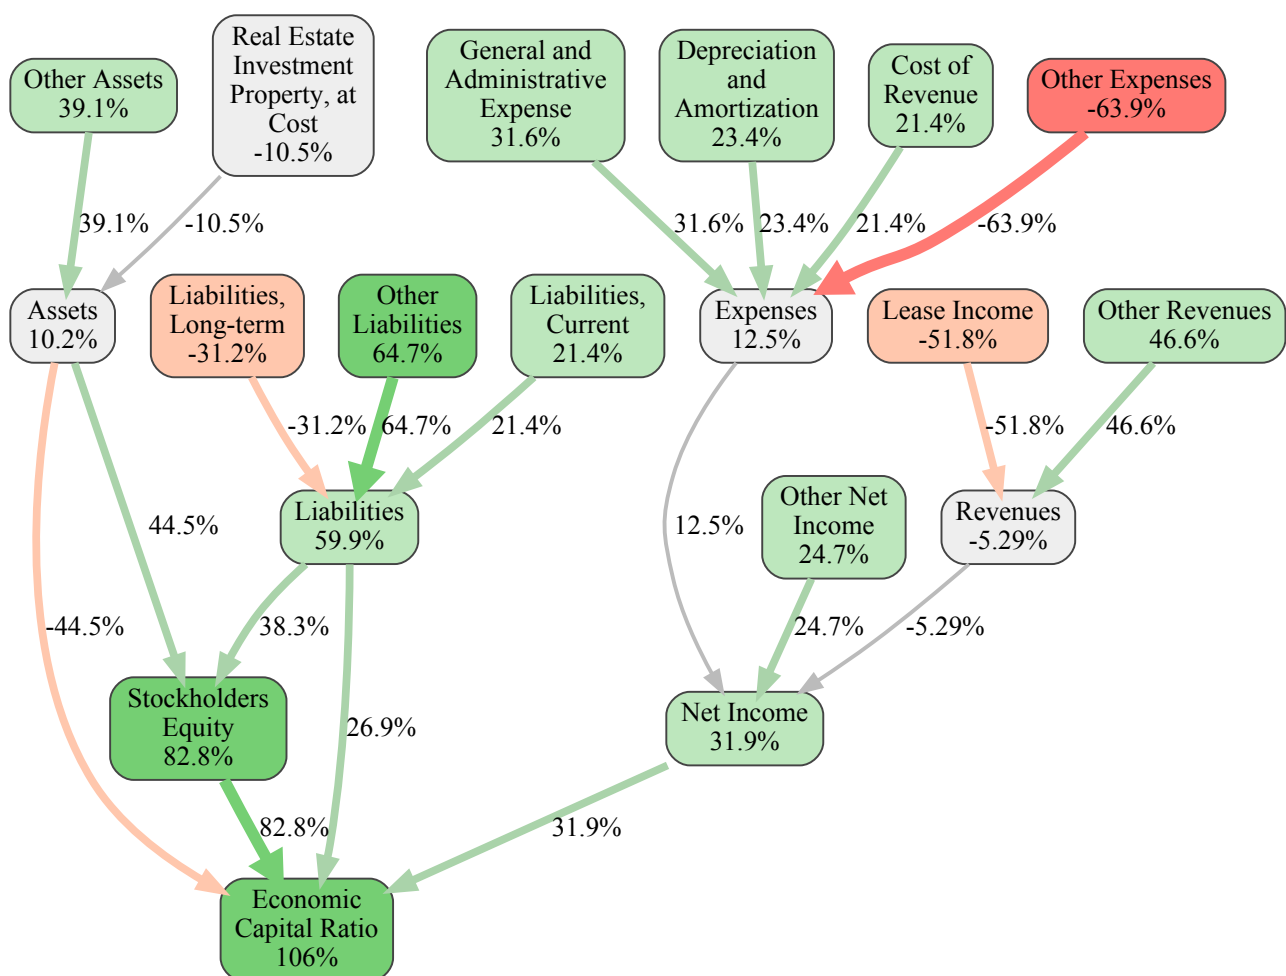 Other Assets
39.1%
Real Estate
Investment
Property, at
Cost
-10.5%
General and
Administrative
Expense
31.6%
Depreciation
and
Amortization
23.4%
Cost of
Revenue
21.4%
Other Expenses
-63.9%
39.1%
-10.5%
31.6%
23.4%
21.4%
-63.9%
Assets
10.2%
Liabilities,
Long-term
-31.2%
Other
Liabilities
64.7%
Liabilities,
Current
21.4%
Expenses
12.5%
Lease Income
-51.8%
Other Revenues
46.6%
-31.2%
64.7%
21.4%
-51.8%
46.6%
44.5%
Liabilities
59.9%
12.5%
Other Net
Income
24.7%
Revenues
-5.29%
-44.5%
38.3%
24.7%
-5.29%
Stockholders
Equity
82.8%
26.9%
Net Income
31.9%
82.8%
31.9%
Economic
Capital Ratio
106%